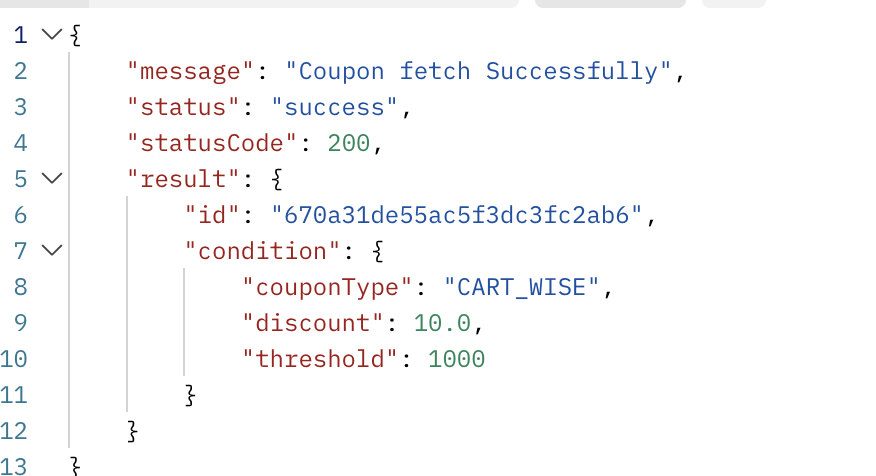 1 {
2 "message": "Coupon fetch Successfully",
3 "status": "success",
4 "statusCode": 200,
5 "result": {
6 "id": "670a31de55ac5f3dc3fc2ab6",
7 "condition": {
8 "couponType": "CART_WISE",
9 "discount": 10.0,
10 "threshold": 1000
11 }
12 }
13 }